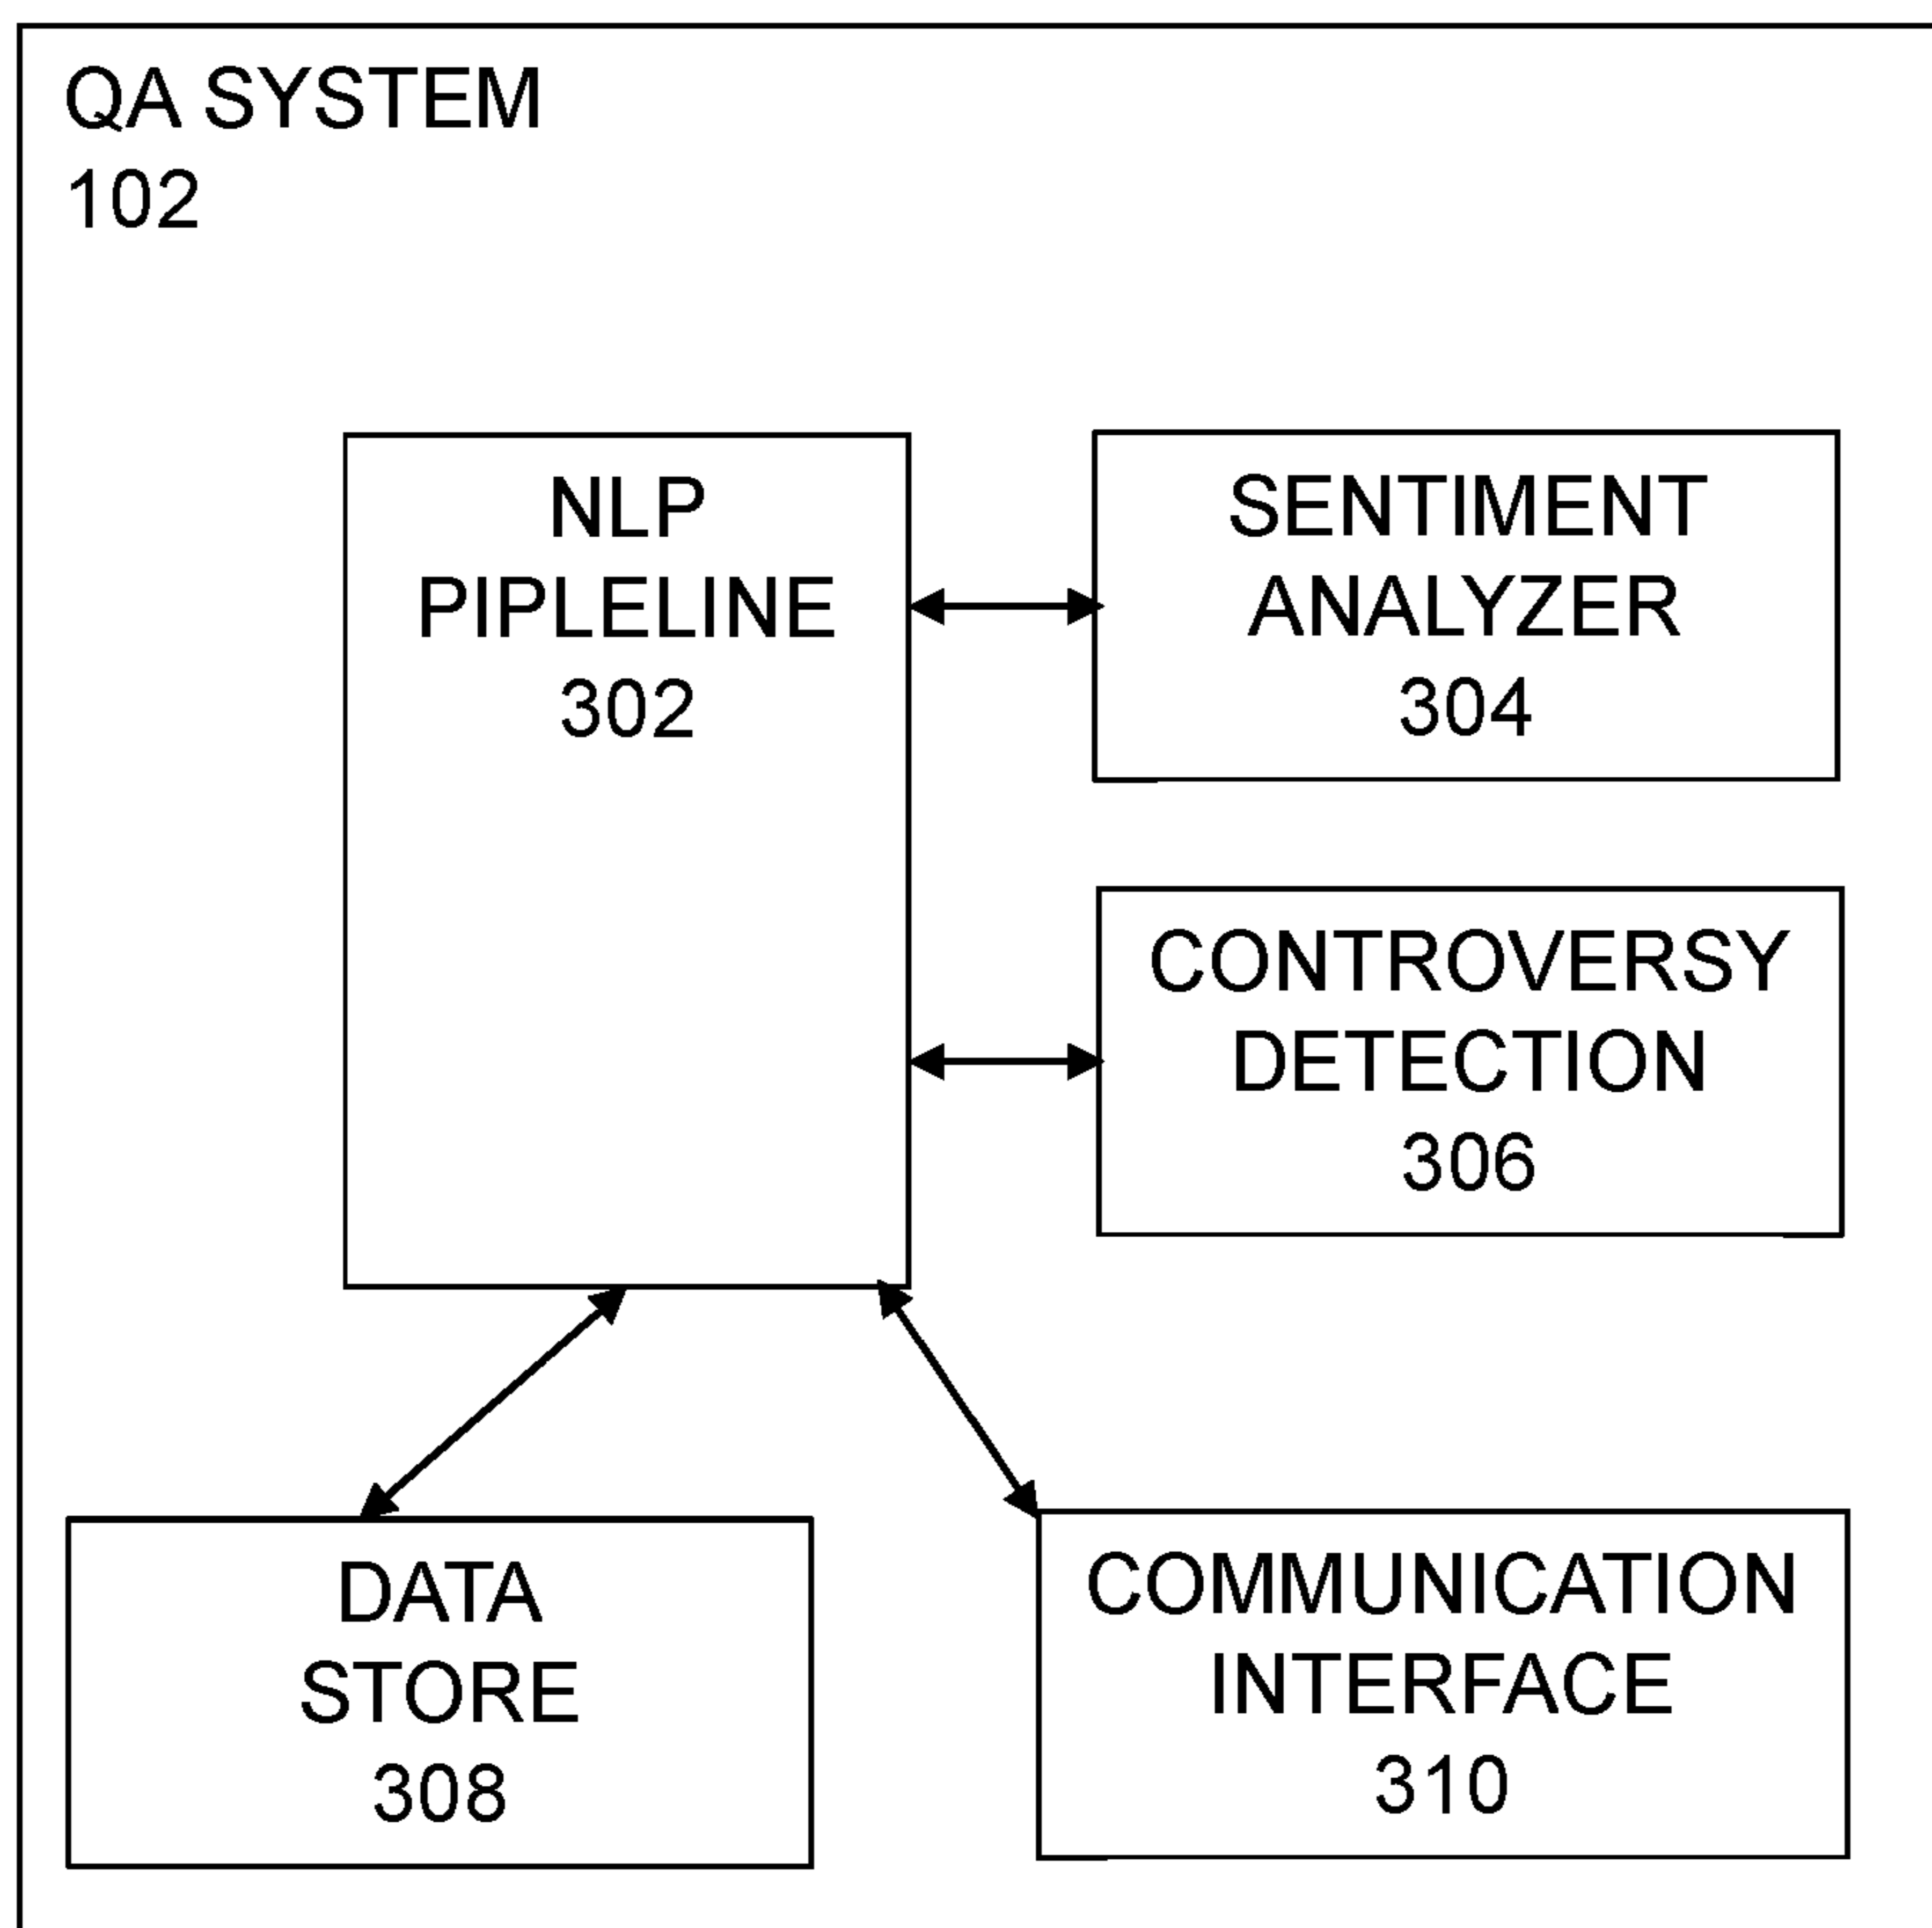 QA SYSTEM
102
NLP
PIPLELINE
302
SENTIMENT
ANALYZER
304
CONTROVERSY
DETECTION
306
DATA
STORE
308
COMMUNICATION
INTERFACE
310